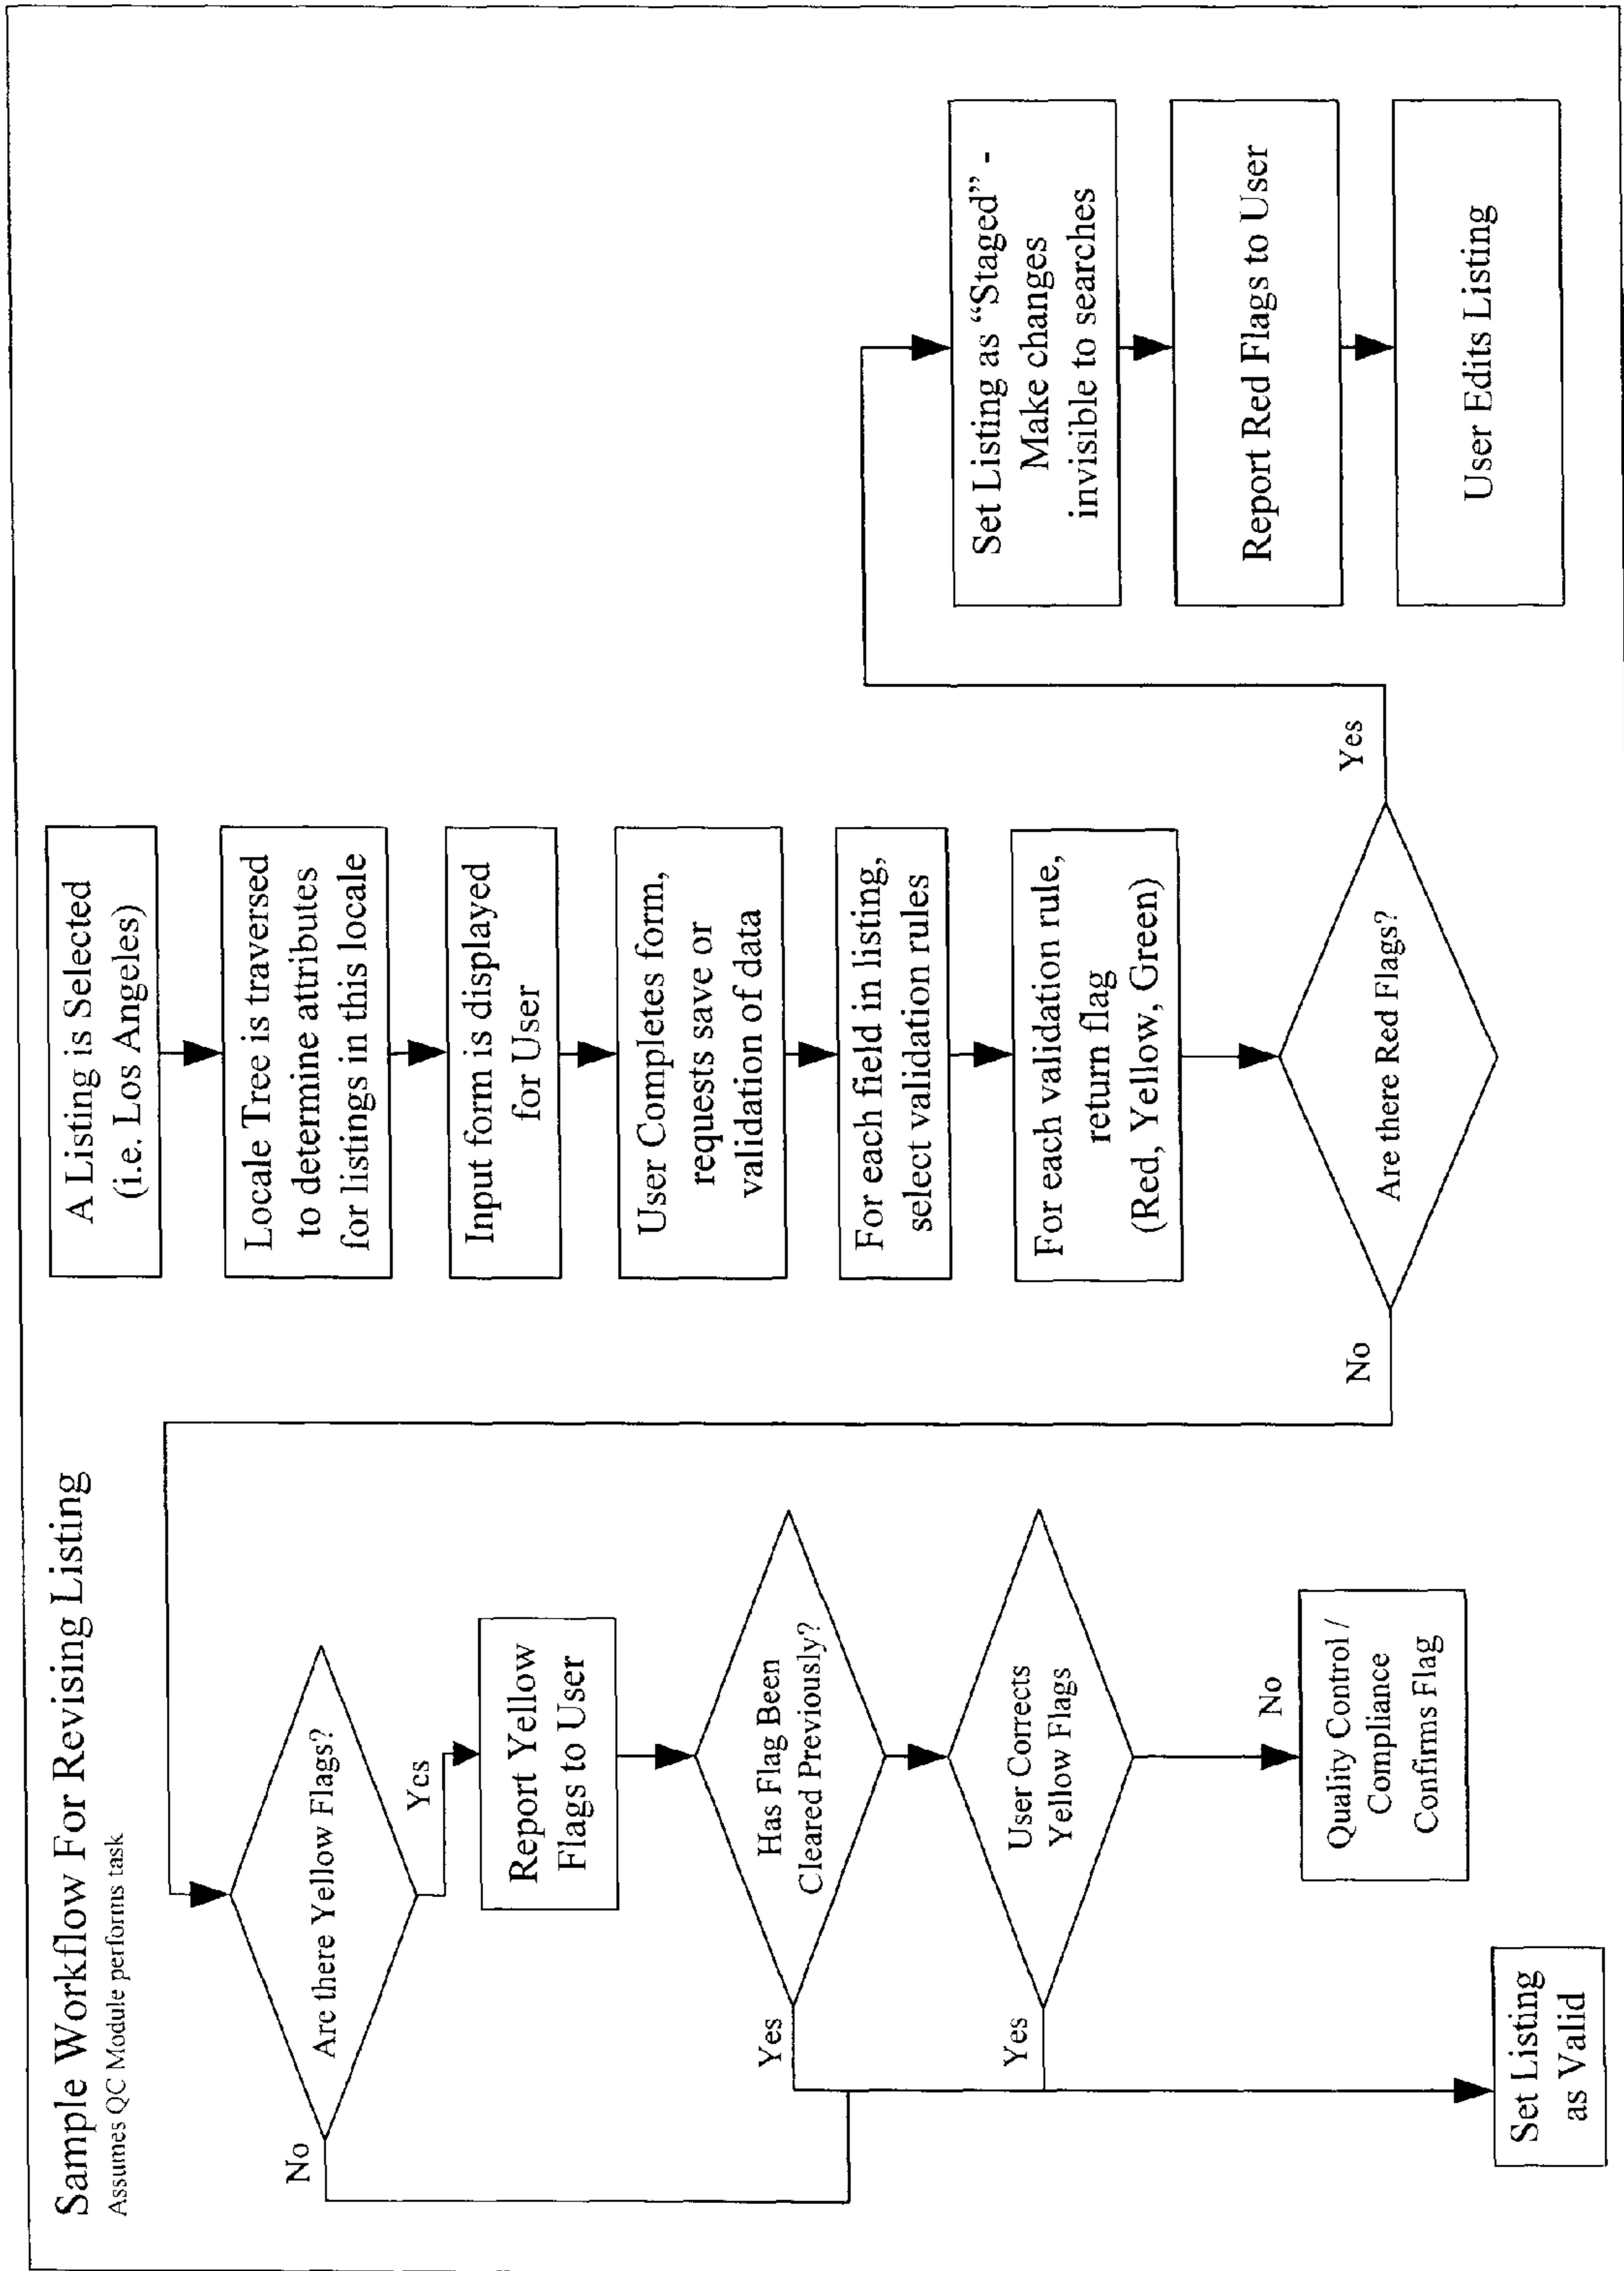 Sample Workflow For Revising Listing
Assumes QC Module performs task
A Listing is Selected
(i.e. Los Angeles)
Locale Tree is traversed
to determine attributes
for listings in this locale
Input form is displayed
for User
User Completes form,
requests save or
validation of data
For each field in listing,
select validation rules
For each validation rule,
return flag
(Red, Yellow, Green)
Are there Red Flags?
No
Yes
Set Listing as “Staged” -
Make changes
invisible to searches
Report Red Flags to User
User Edits Listing
Are there Yellow Flags?
No
Yes
Report Yellow
Flags to User
Has Flag Been
Cleared Previously?
Yes
User Corrects
Yellow Flags
Yes
No
Quality Control /
Compliance
Confirms Flag
Set Listing
as Valid